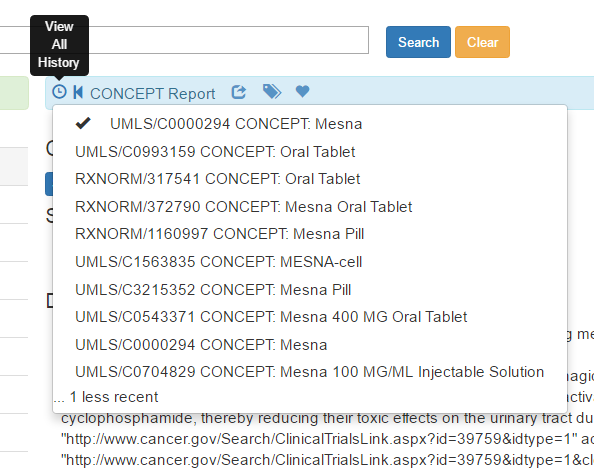 View
All
History
Search
Clear
CONCEPT Report
UMLS/C0000294 CONCEPT: Mesna
UMLS/C0993159 CONCEPT: Oral Tablet
RXNORM/317541 CONCEPT: Oral Tablet
RXNORM/372790 CONCEPT: Mesna Oral Tablet
RXNORM/1160997 CONCEPT: Mesna Pill
UMLS/C1563835 CONCEPT: MESNA-cell
UMLS/C3215352 CONCEPT: Mesna Pill
UMLS/C0543371 CONCEPT: Mesna 400 MG Oral Tablet
UMLS/C0000294 CONCEPT: Mesna
UMLS/C0704829 CONCEPT: Mesna 100 MG/ML Injectable Solution
... 1 less recent
cyclophosphamide, thereby reducing their toxic effects on the urinary tract du
"http://www.cancer.gov/Search/ClinicalTrialsLink.aspx?id=39759&idtype=1" ac
"http://www.cancer.gov/Search/ClinicalTrialsLink.aspx?id=39759&idtype=1&cl